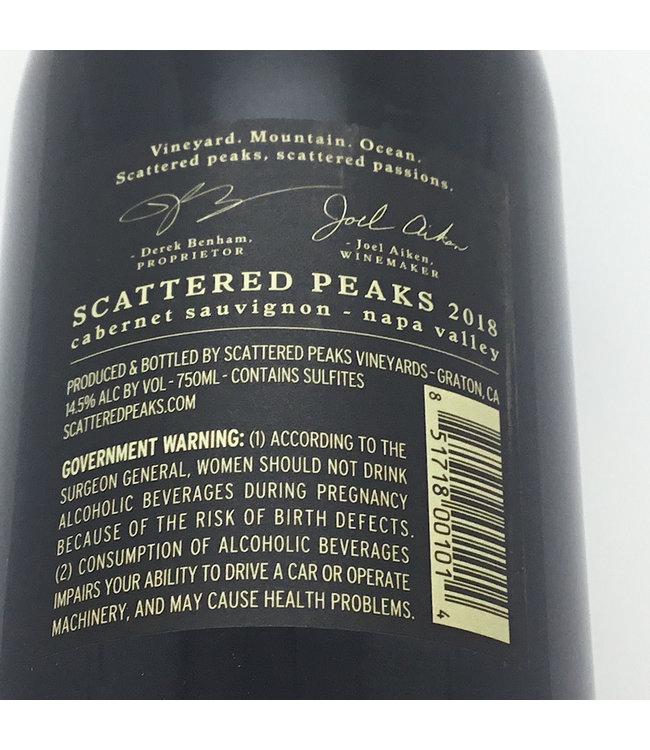 Vineyard. Mountain. Ocean.
Scattered peaks, scattered passions.
Joel Aiken
- Derek Benham,
PROPRIETOR
- Joel Aiken,
WINEMAKER
SCATTERED PEAKS 2018
cabernet sauvignon - napa valley
PRODUCED & BOTTLED BY SCATTERED PEAKS VINEYARDS - GRATON, CA
14.5% ALC BY VOL - 750ML - CONTAINS SULFITES
SCATTEREDPEAKS.COM
GOVERNMENT WARNING: (1) ACCORDING TO THE
SURGEON GENERAL, WOMEN SHOULD NOT DRINK
ALCOHOLIC BEVERAGES DURING PREGNANCY
BECAUSE OF THE RISK OF BIRTH DEFECTS.
(2) CONSUMPTION OF ALCOHOLIC BEVERAGES
IMPAIRS YOUR ABILITY TO DRIVE A CAR OR OPERATE
MACHINERY, AND MAY CAUSE HEALTH PROBLEMS.
8 51718 00101 4